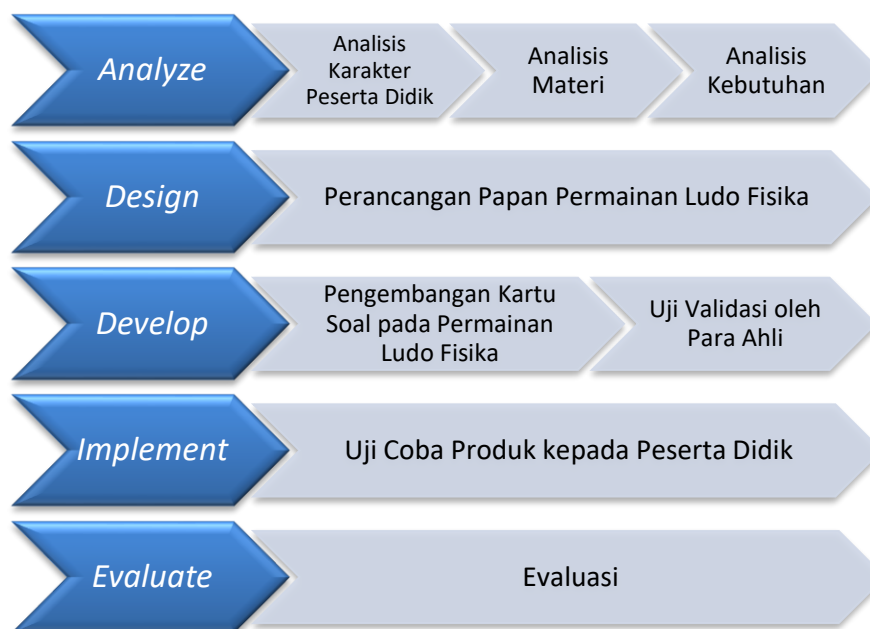 Analyze
Analisis
Karakter
Peserta Didik
Analisis
Materi
Analisis
Kebutuhan
Design
Perancangan Papan Permainan Ludo Fisika
Develop
Pengembangan Kartu
Soal pada Permainan
Ludo Fisika
Uji Validasi oleh
Para Ahli
Implement
Uji Coba Produk kepada Peserta Didik
Evaluate
Evaluasi